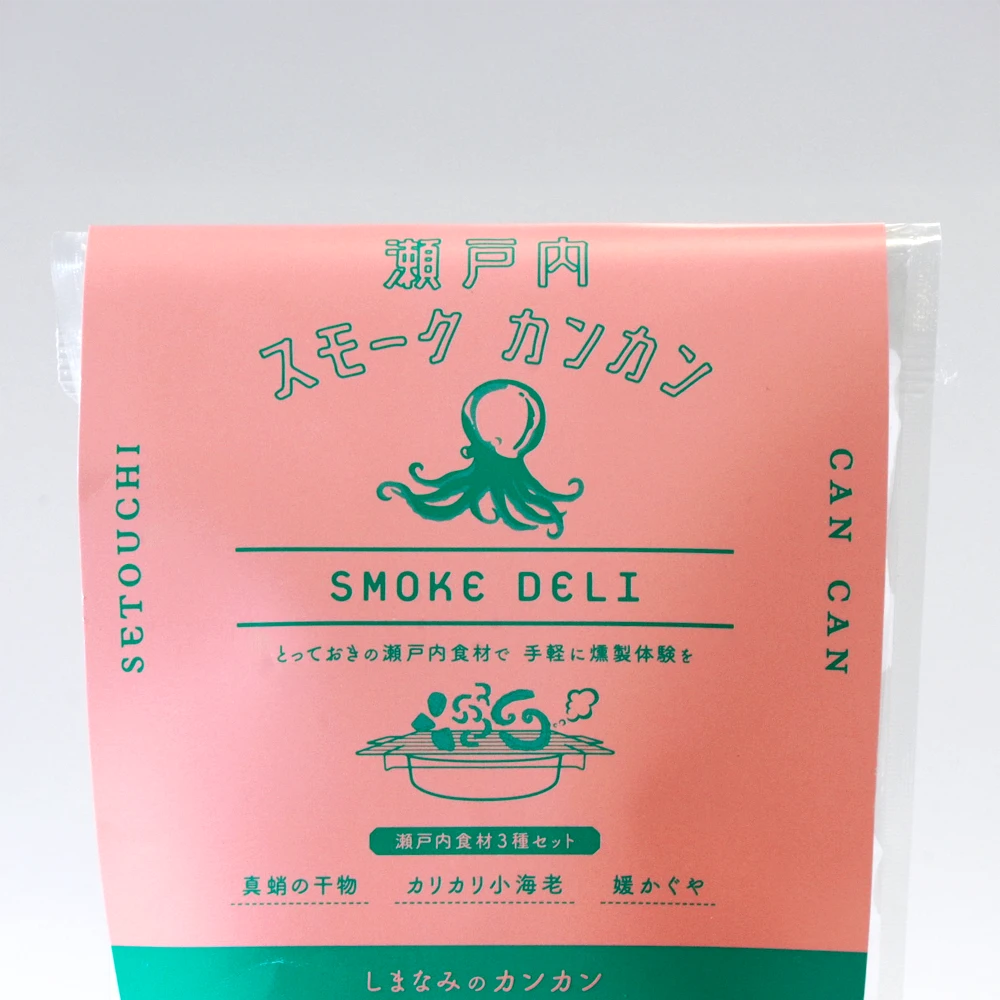 瀬戸内
スモーク カンカン
SETOUCHI
CAN CAN
SMOKE DELI
とっておきの瀬戸内食材で 手軽に燻製体験を
瀬戸内食材3種セット
真蛸の干物 カリカリ小海老 媛かぐや
しまなみのカンカン